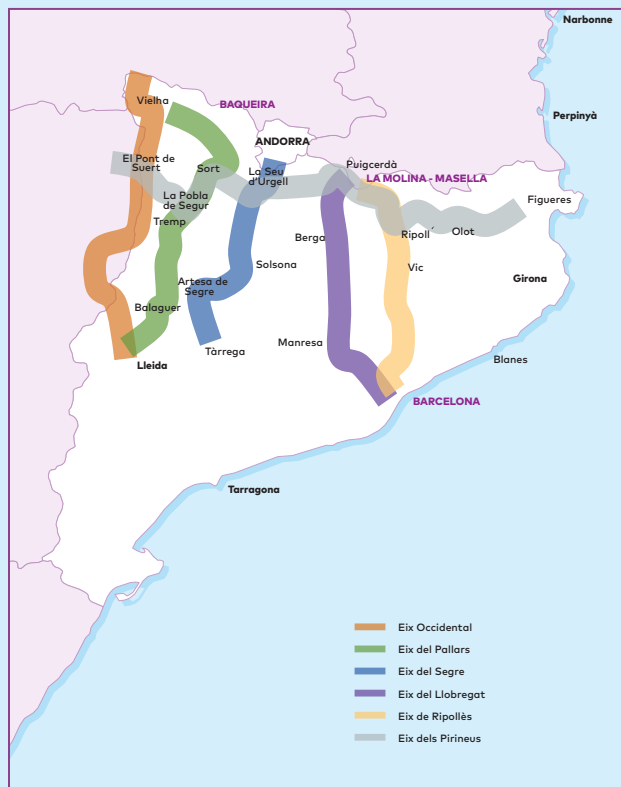 Narbonne
Vielha
BAQUEIRA
Perpinyà
ANDORRA
El Pont de
Suert
Sort
La Seu
d'Urgell
Puigcerdà
LA MOLINA - MASELLA
La Pobla
de Segur
Tremp
Figueres
Berga
Ripoll
Olot
Solsona
Vic
Girona
Artesa de
Segre
Balaguer
Manresa
Tàrrega
Lleida
Blanes
BARCELONA
Tarragona
Eix Occidental
Eix del Pallars
Eix del Segre
Eix del Llobregat
Eix de Ripollès
Eix dels Pirineus